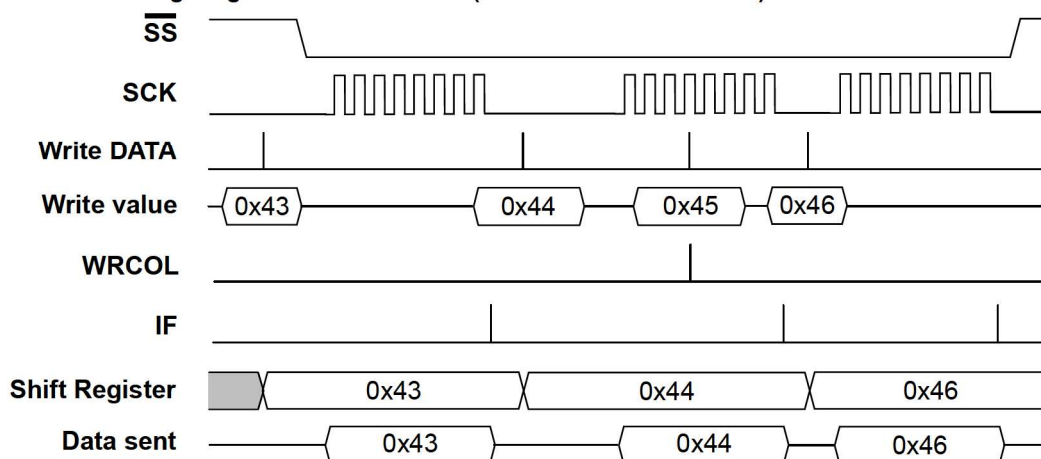 SS
SCK
Write DATA
Write value 0x43 0x44 0x45 0x46
WRCOL
IF
Shift Register 0x43 0x44 0x46
Data sent 0x43 0x44 0x46